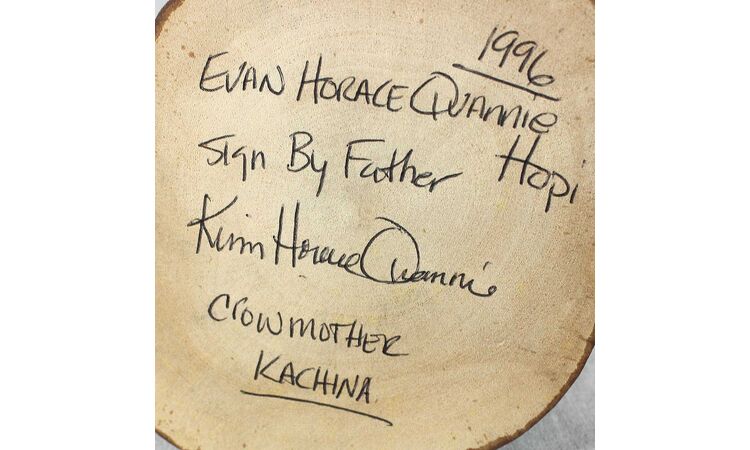 1996
EVAN HORACE QUANNIE
Sign By Father Hopi
Kim Horace Quannie
CROWMOTHER
KACHINA